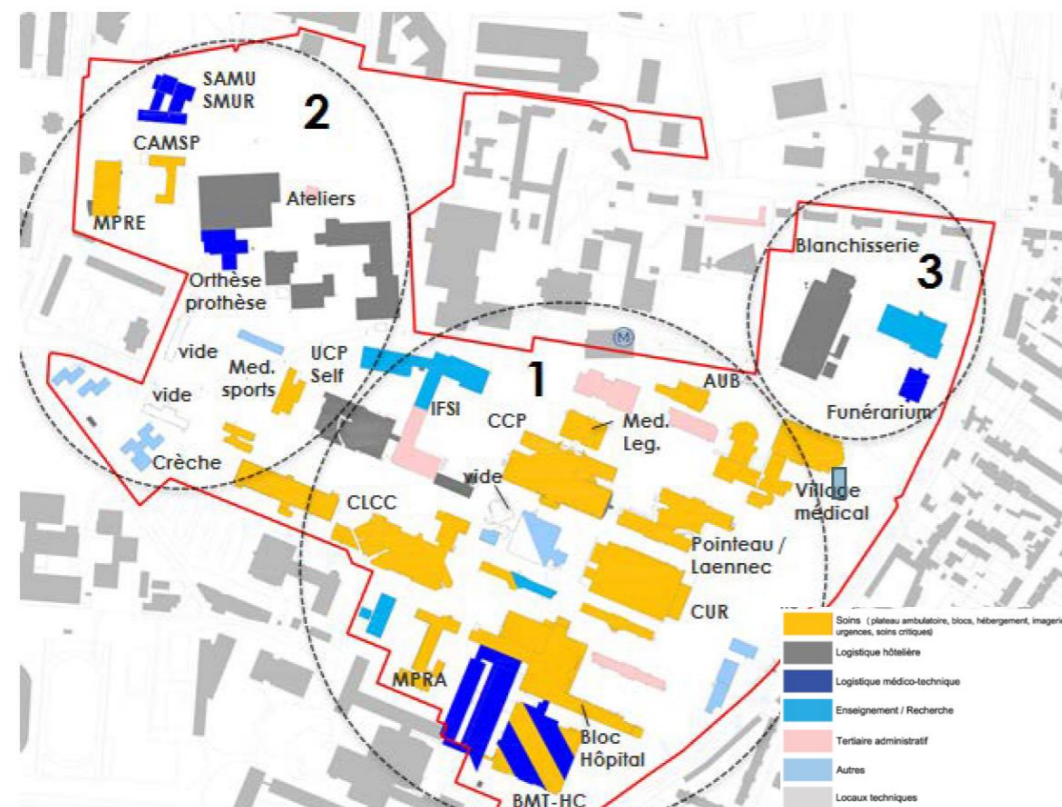 SAMU
SMUR
2
CAMSP
MPRE
Ateliers
Orthèse
prothèse
Blanchisserie
3
Funérarium
vide
Med.
sports
UCP
Self
IFSI
1
CCP
Med.
Leg.
AUB
M
vide
Crèche
CLCC
vide
Village
médical
Pointeau /
Laennec
CUR
MPRA
Bloc
Hôpital
BMT-HC
Soins ( plateau ambulatoire, blocs, hébergement, imagerie
urgences, soins critiques)
Logistique hôtelière
Logistique médico-technique
Enseignement / Recherche
Tertiaire administratif
Autres
Locaux techniques